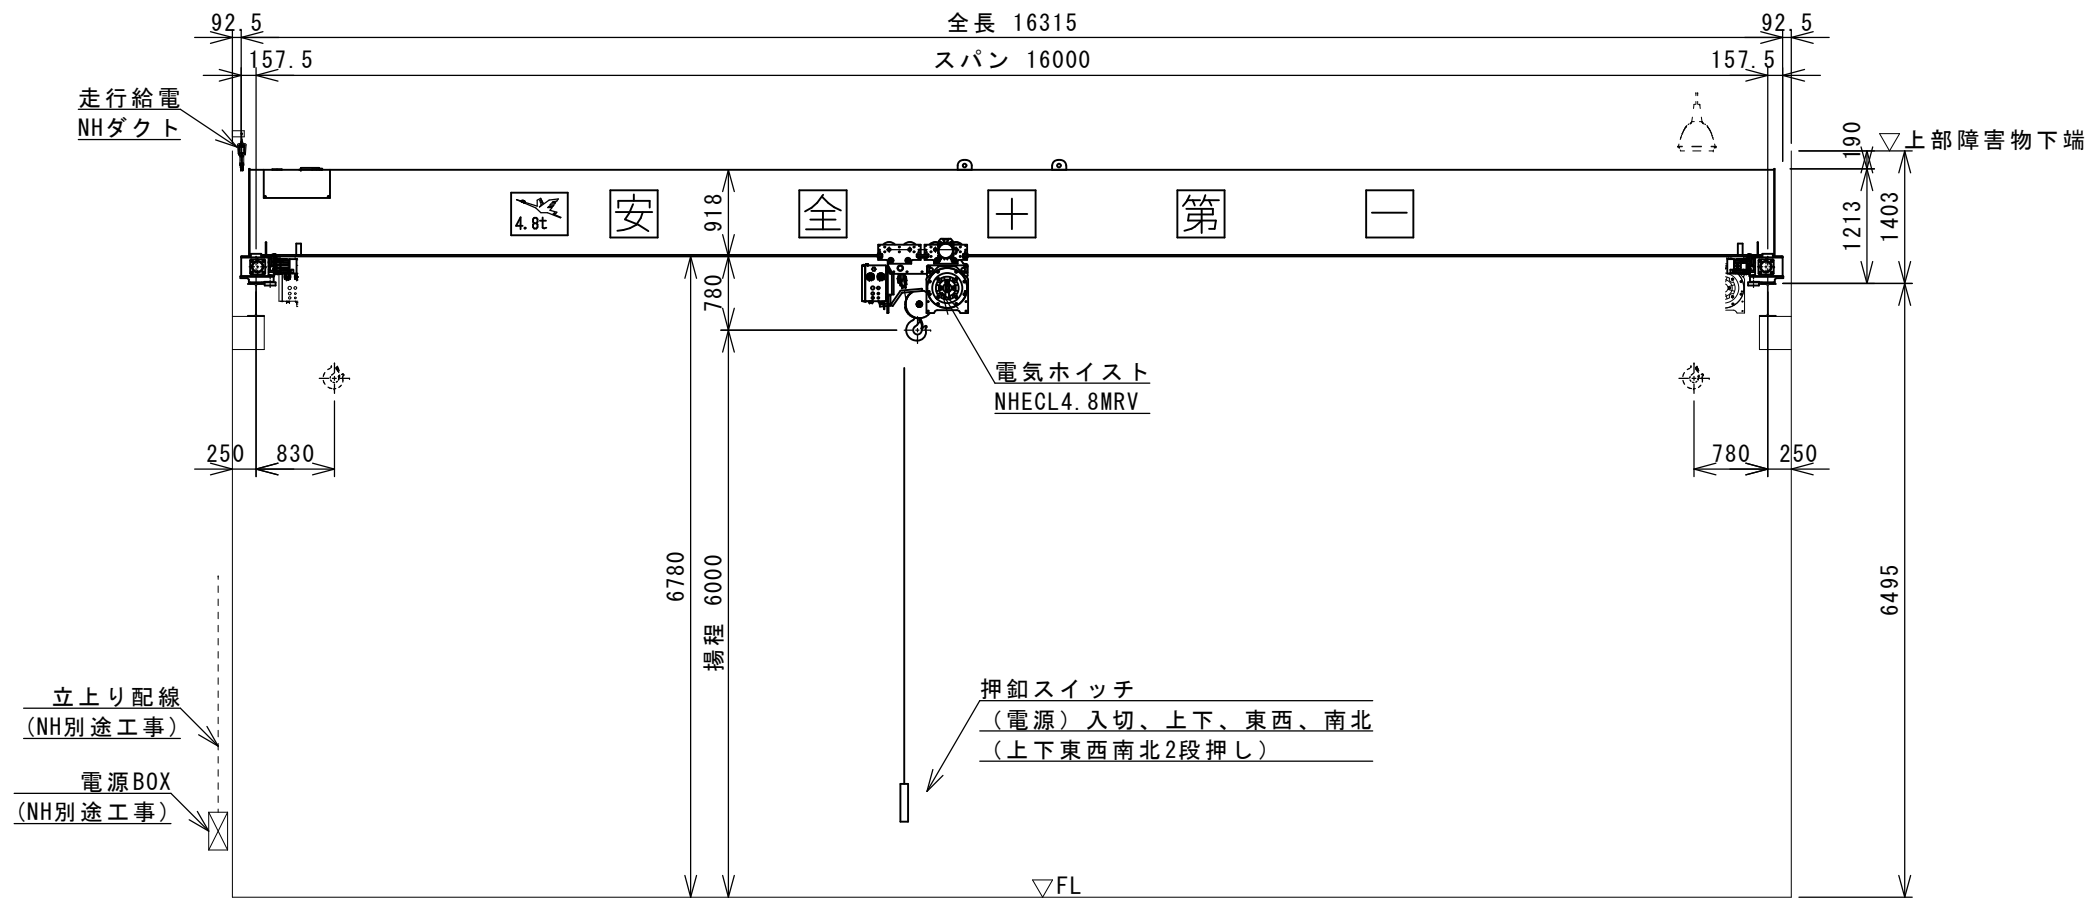 92.5
全長 16315
92.5
157.5
スパン 16000
157.5
走行給電
NHダクト
190
上部障害物下端
4.8t
安
全
十
第
一
918
1213
1403
780
電気ホイスト
NHECL4.8MRV
250
830
780
250
6780
揚程 6000
6495
立上り配線
(NH別途工事)
押釦スイッチ
(電源)入切、上下、東西、南北
(上下東西南北2段押し)
電源BOX
(NH別途工事)
FL